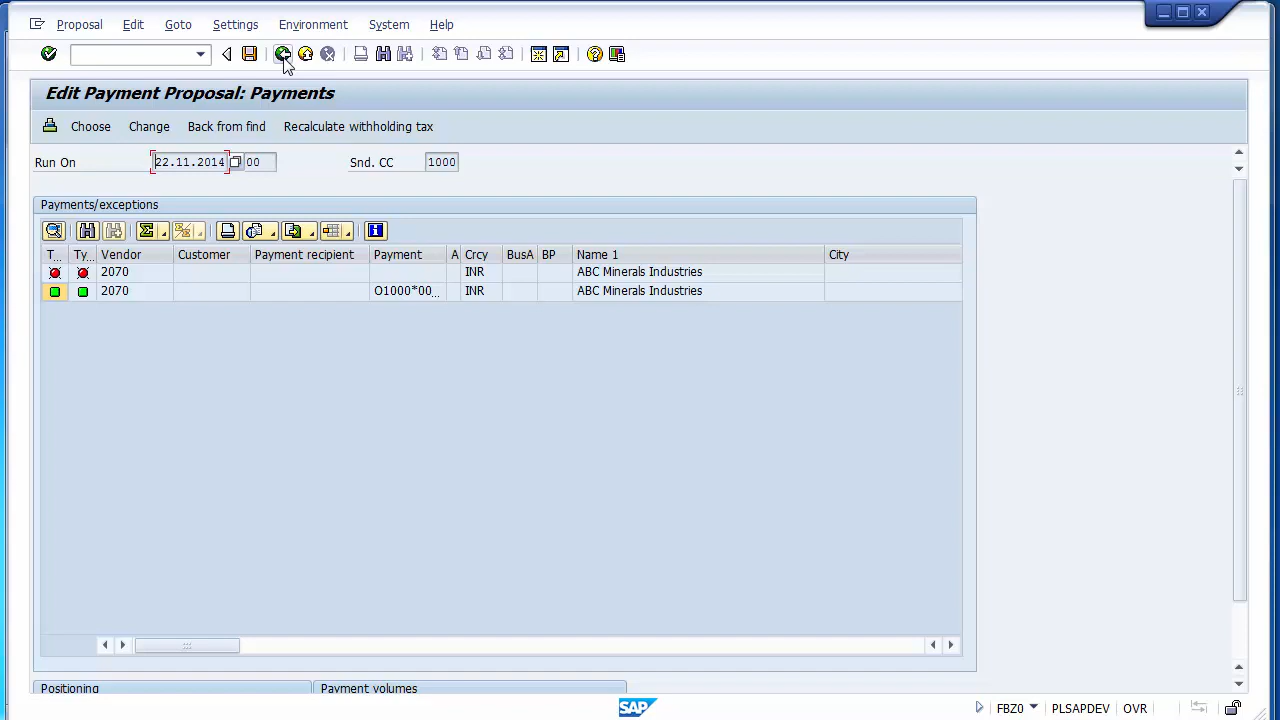 Proposal Edit Goto Settings Environment System Help
Edit Payment Proposal: Payments
Choose Change Back from find Recalculate withholding tax
Run On 22.11.2014 00 Snd. CC 1000
Payments/exceptions
T... Ty... Vendor Customer Payment recipient Payment A Crcy BusA BP Name 1 City
2070 INR ABC Minerals Industries
2070 O1000*00... INR ABC Minerals Industries
Positioning Payment volumes
SAP FBZ0 PLSAPDEV OVR